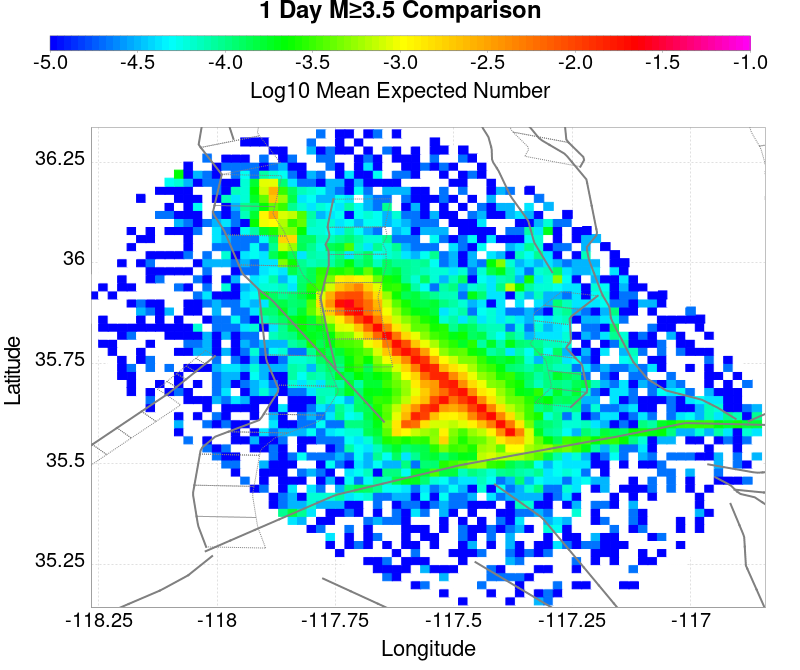 1 Day M≥3.5 Comparison
-5.0 -4.5 -4.0 -3.5 -3.0 -2.5 -2.0 -1.5 -1.0
Log10 Mean Expected Number
36.25
36
35.75
35.5
35.25
Latitude
-118.25 -118 -117.75 -117.5 -117.25 -117
Longitude